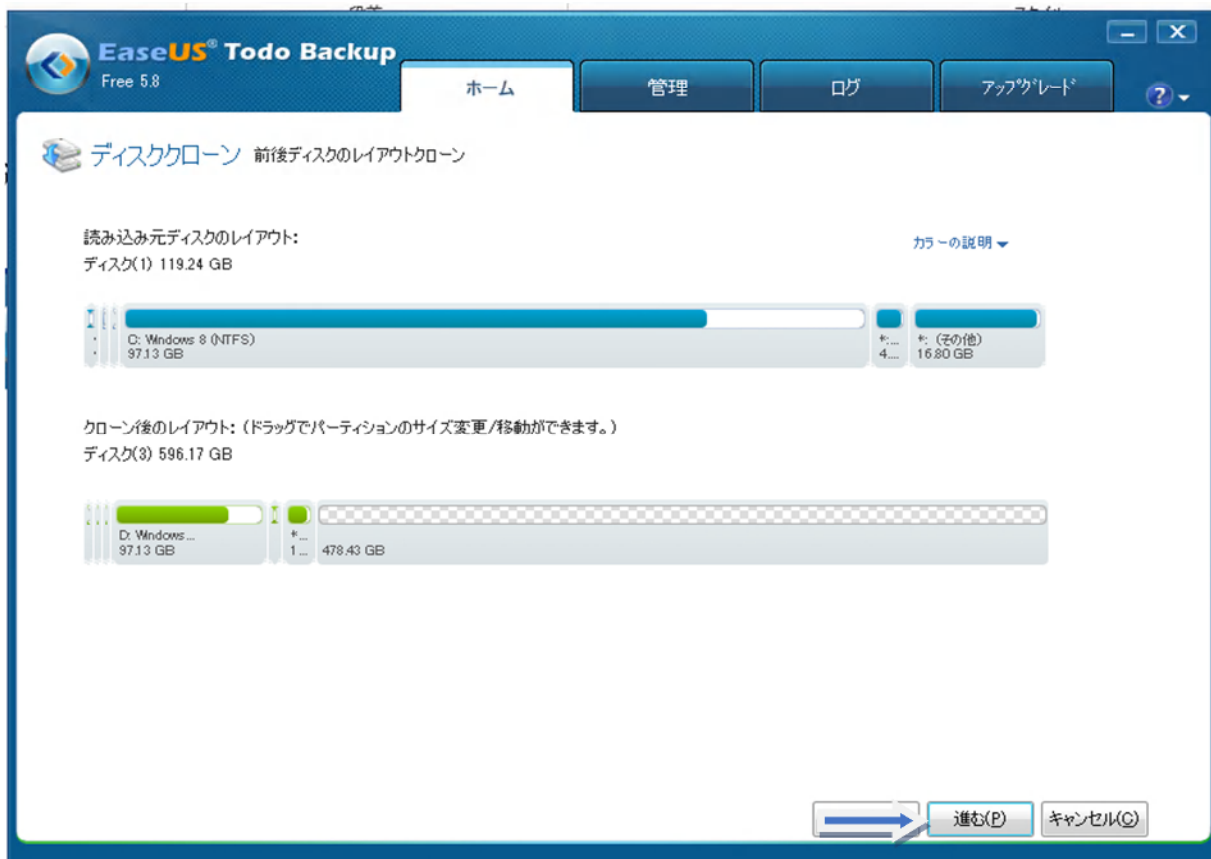 EaseUS® Todo Backup
Free 5.8
ホーム
管理
ログ
アップグレード
?
ディスククローン 前後ディスクのレイアウトクローン
読み込み元ディスクのレイアウト:
カラーの説明
ディスク(1) 119.24 GB
C: Windows 8 (NTFS)
97.13 GB
*:...
4...
*: (その他)
16.80 GB
クローン後のレイアウト: (ドラッグでパーティションのサイズ変更/移動ができます。)
ディスク(3) 596.17 GB
D: Windows...
97.13 GB
*...
1...
478.43 GB
進む(P)
キャンセル(C)